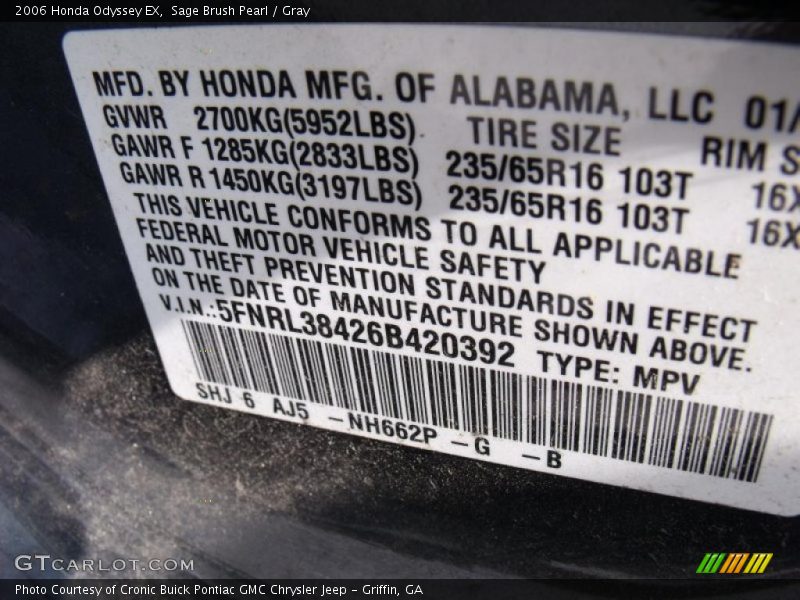 2006 Honda Odyssey EX, Sage Brush Pearl / Gray
MFD. BY HONDA MFG. OF ALABAMA, LLC 01/
GVWR 2700KG(5952LBS) TIRE SIZE RIM S
GAWR F 1285KG(2833LBS) 235/65R16 103T 16X
GAWR R 1450KG(3197LBS) 235/65R16 103T 16X
THIS VEHICLE CONFORMS TO ALL APPLICABLE
FEDERAL MOTOR VEHICLE SAFETY
AND THEFT PREVENTION STANDARDS IN EFFECT
ON THE DATE OF MANUFACTURE SHOWN ABOVE.
V.I.N.:5FNRL38426B420392 TYPE: MPV
SHJ 6 AJ5 -NH662P -G -B
GTCARLOT.COM
Photo Courtesy of Cronic Buick Pontiac GMC Chrysler Jeep - Griffin, GA